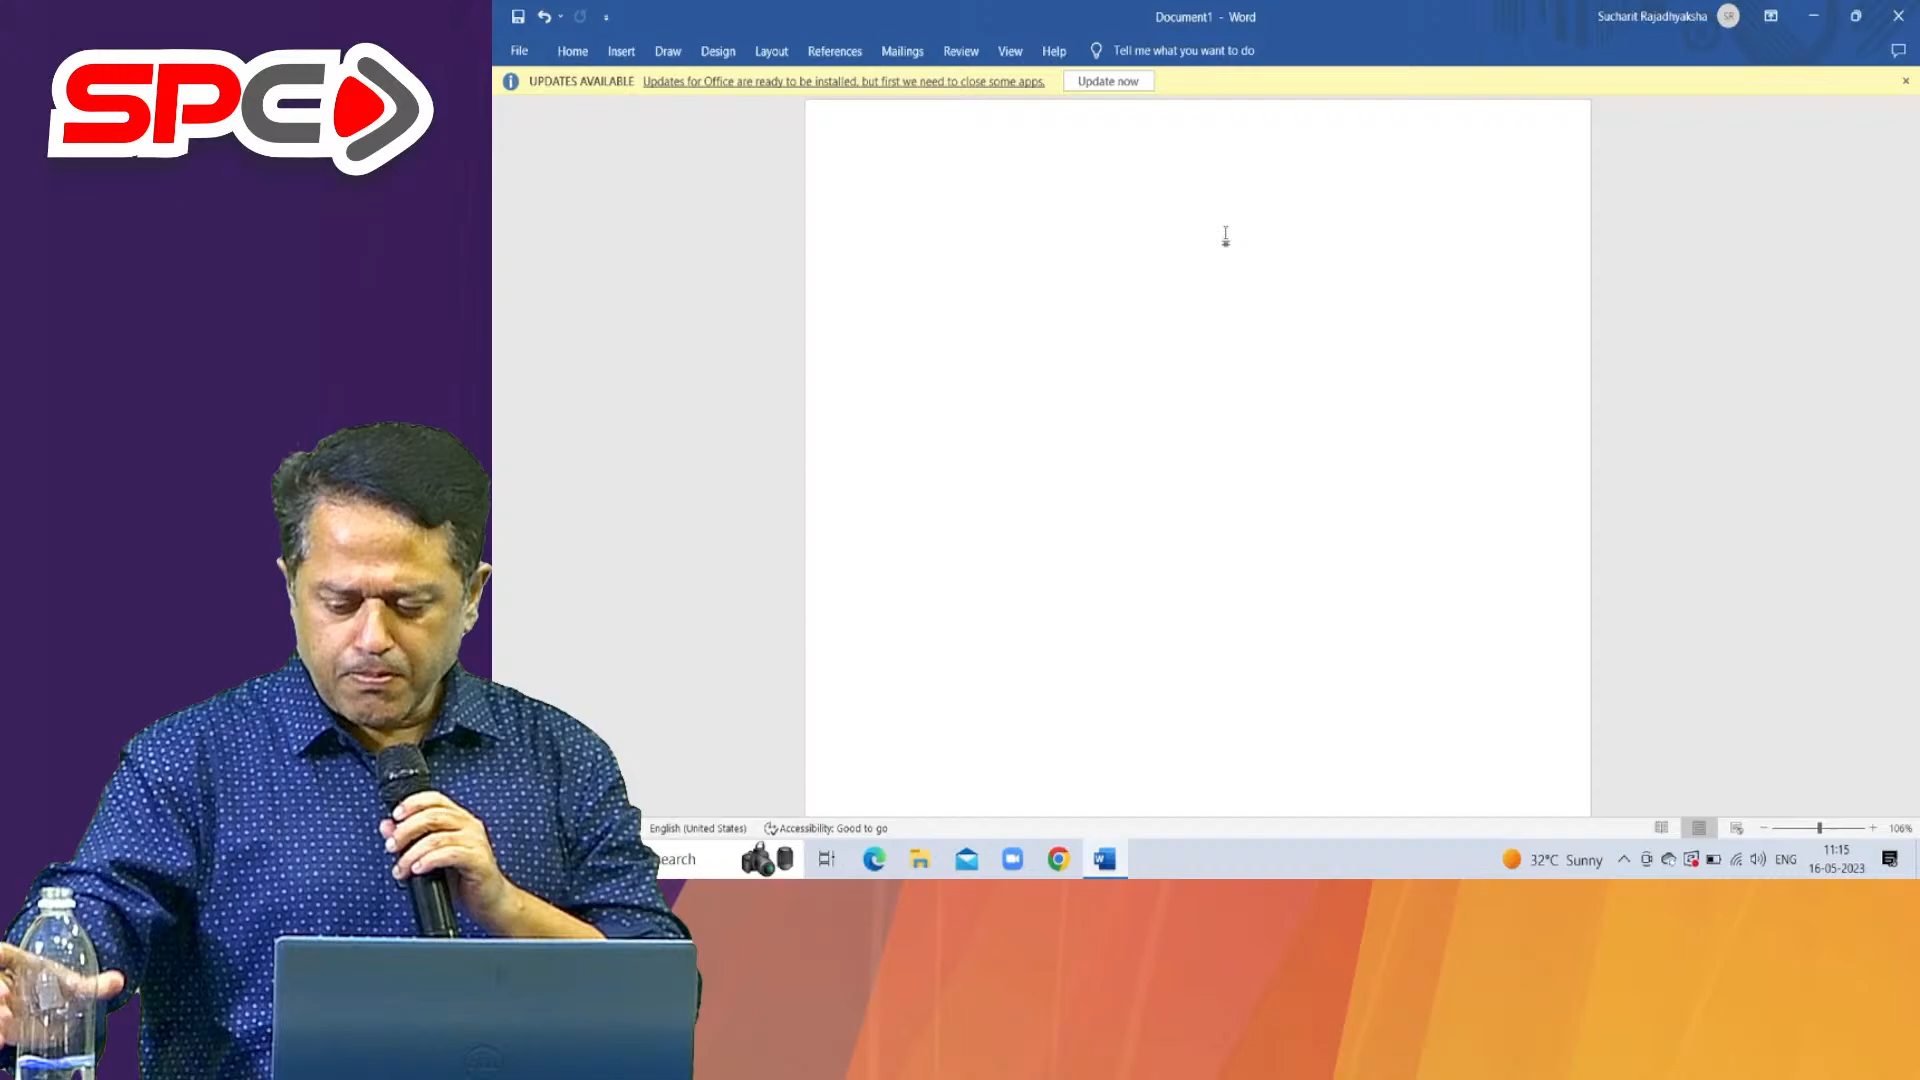 SPE
Document1 - Word
Sucharit Rajadhyaksha
SR
File Home Insert Draw Design Layout References Mailings Review View Help Tell me what you want to do
UPDATES AVAILABLE Updates for Office are ready to be installed, but first we need to close some apps. Update now
English (United States) Accessibility: Good to go
106%
earch
32°C Sunny
ENG
11:15
16-05-2023